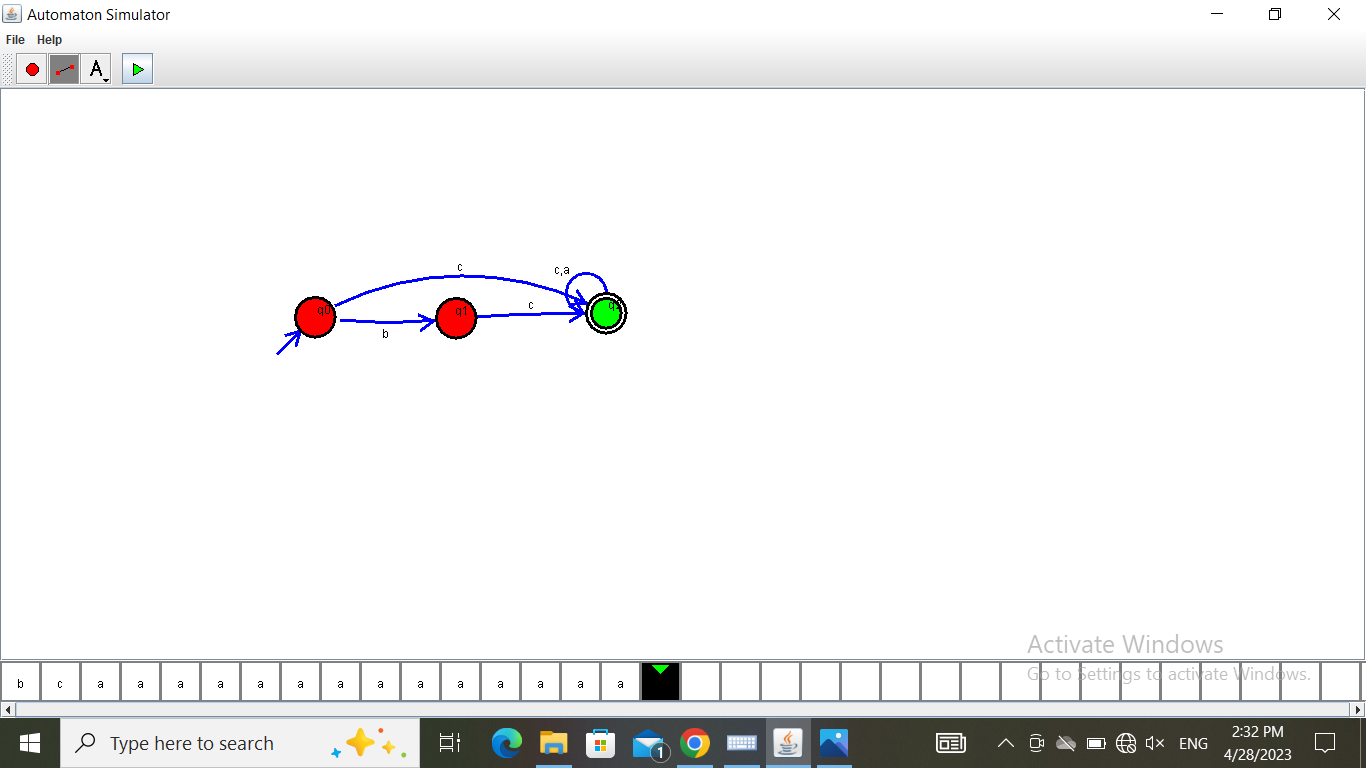 Automaton Simulator
File Help
A
c
c,a
q0
q1
c
q2
b
Activate Windows
Go to Settings to activate Windows.
b c a a a a a a a a a a a a a a
Type here to search
1
ENG
2:32 PM
4/28/2023